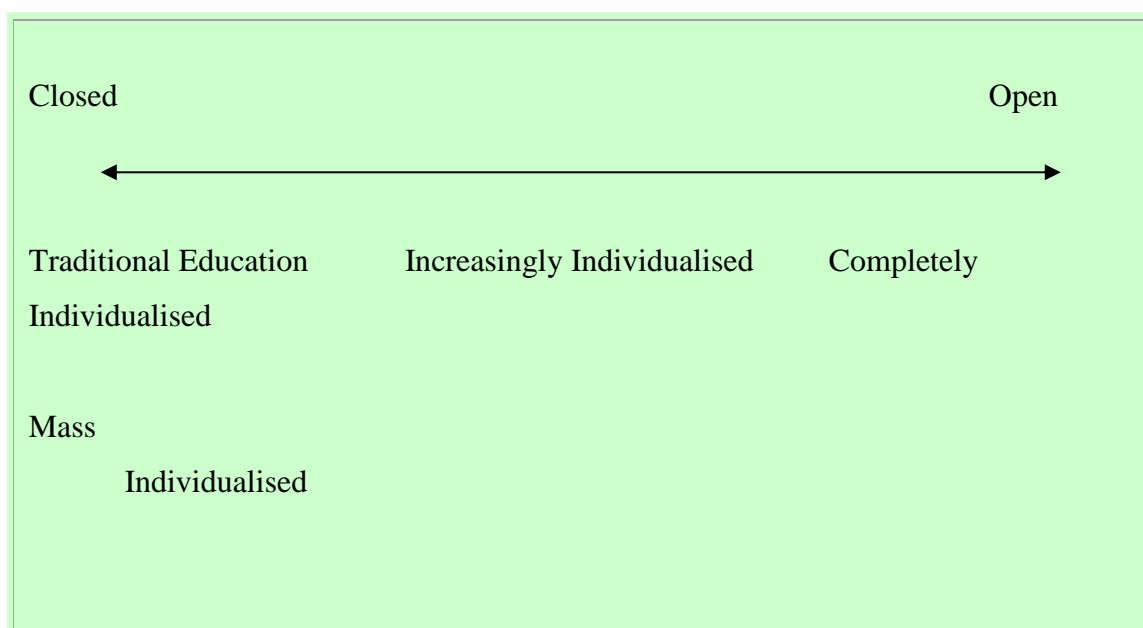 Closed Open
Traditional Education Increasingly Individualised Completely
Individualised
Mass
Individualised